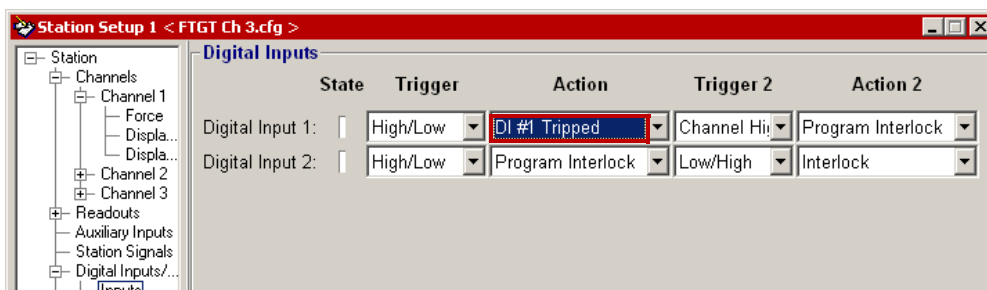 Station Setup 1 < FTGT Ch 3.cfg >
Station
Channels
Channel 1
Force
Displa...
Displa...
Channel 2
Channel 3
Readouts
Auxiliary Inputs
Station Signals
Digital Inputs/...
Inputs
Digital Inputs
State Trigger Action Trigger 2 Action 2
Digital Input 1: High/Low DI #1 Tripped Channel Hi Program Interlock
Digital Input 2: High/Low Program Interlock Low/High Interlock